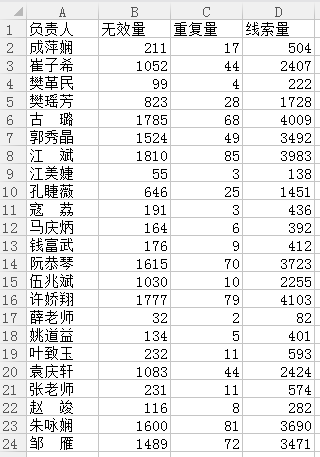 A B C D
1 负责人 无效量 重复量 线索量
2 成萍娴 211 17 504
3 崔子希 1052 44 2407
4 樊革民 99 4 222
5 樊瑶芳 823 28 1728
6 古　璐 1785 68 4009
7 郭秀晶 1524 49 3492
8 江　斌 1810 85 3983
9 江美婕 55 3 138
10 孔睫薇 646 25 1451
11 寇　荔 191 3 436
12 马庆炳 164 6 392
13 钱富武 176 9 412
14 阮恭琴 1615 70 3723
15 伍兆斌 1030 10 2255
16 许娇翔 1777 79 4103
17 薛老师 32 2 82
18 姚道益 134 5 401
19 叶致玉 232 11 593
20 袁庆轩 1083 44 2424
21 张老师 231 11 574
22 赵　竣 116 8 282
23 朱咏娴 1600 81 3690
24 邹　雁 1489 72 3471